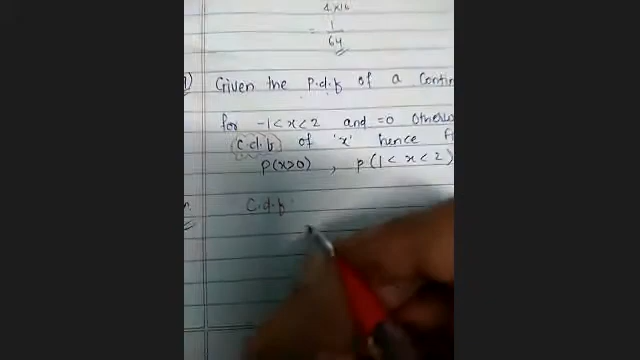 4×16
= 1/64
Given the p.d.f of a contin
for -1<x<2 and =0 otherw
c.d.f of 'x' hence f
p(x>0) , p(1<x<2)
C.d.f